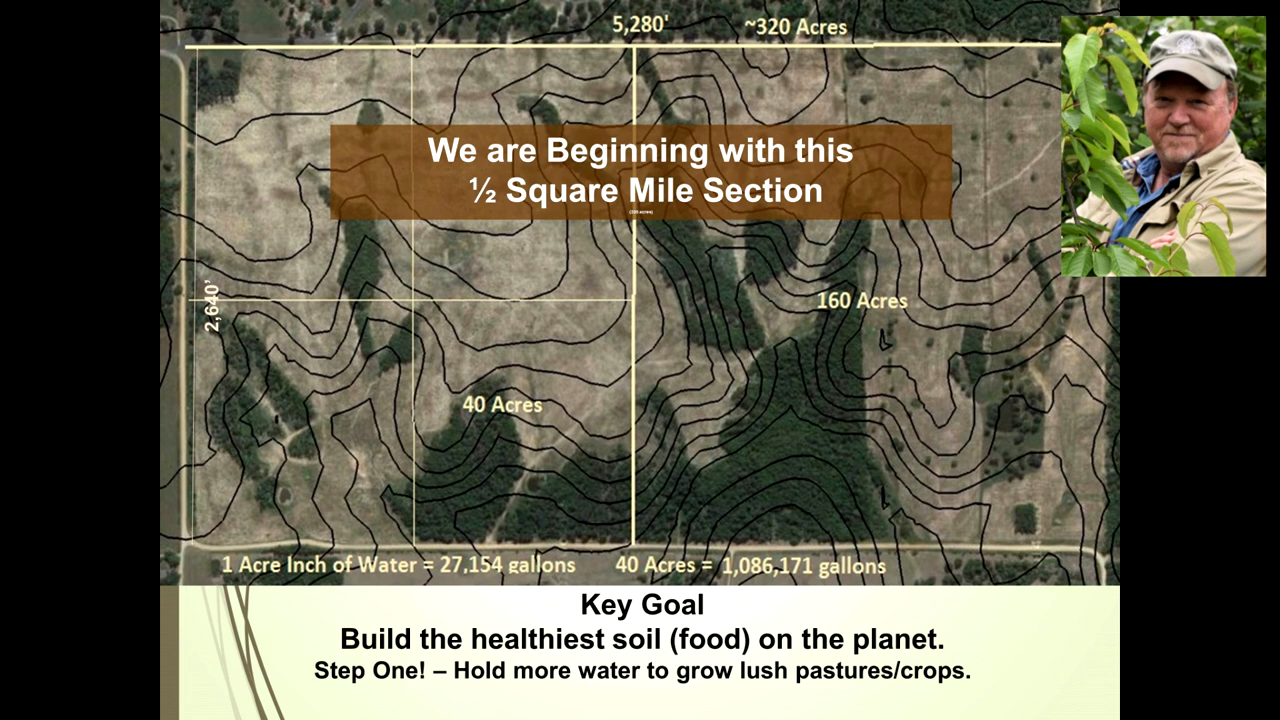 5,280' ~320 Acres
We are Beginning with this
½ Square Mile Section
2,640'
160 Acres
40 Acres
1 Acre Inch of Water = 27,154 gallons 40 Acres = 1,086,171 gallons
Key Goal
Build the healthiest soil (food) on the planet.
Step One! – Hold more water to grow lush pastures/crops.